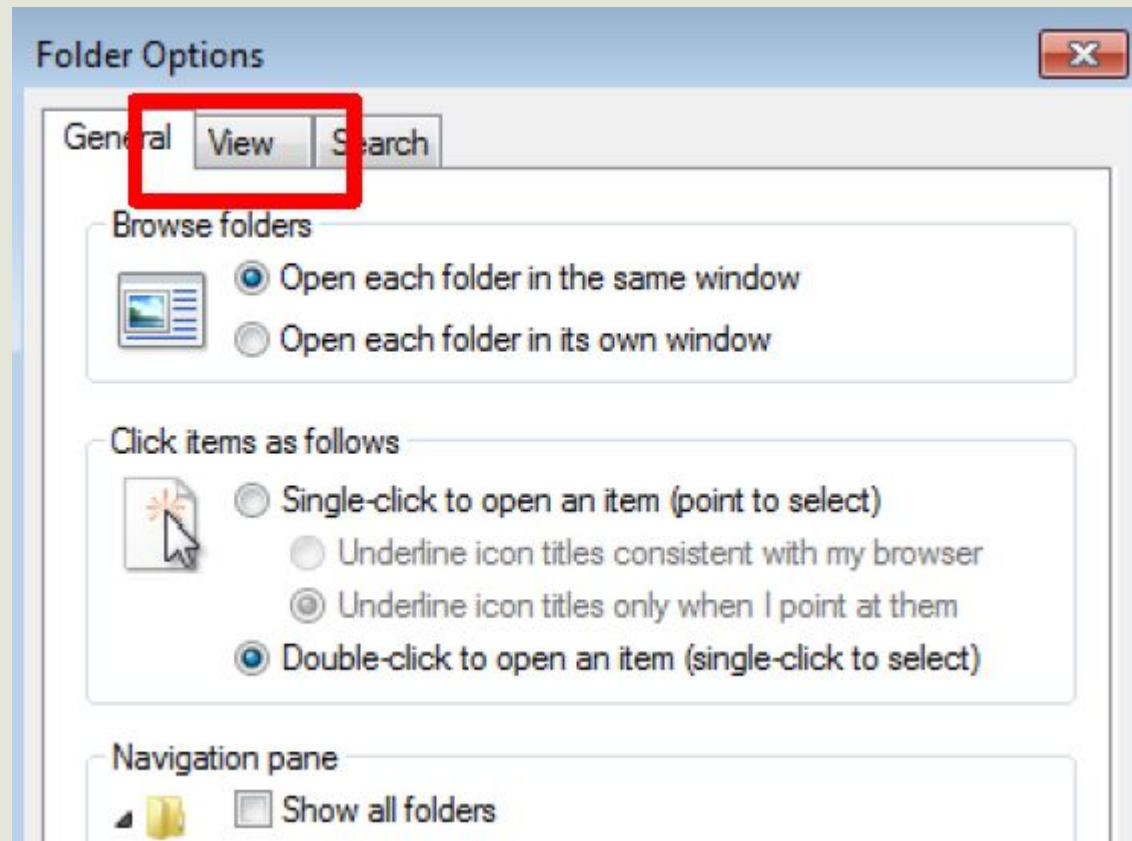 Folder Options
General View Search
Browse folders
Open each folder in the same window
Open each folder in its own window
Click items as follows
Single-click to open an item (point to select)
Underline icon titles consistent with my browser
Underline icon titles only when I point at them
Double-click to open an item (single-click to select)
Navigation pane
Show all folders